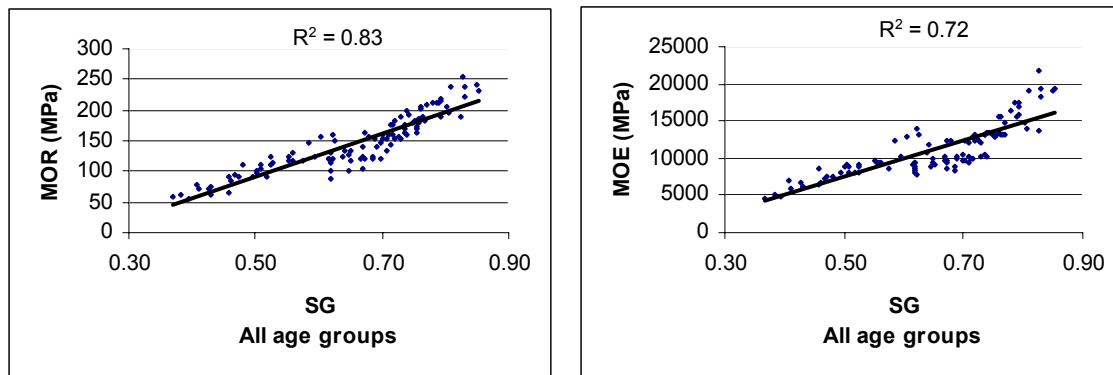 R² = 0.83
300
250
200
150
100
50
0
MOR (MPa)
0.30 0.50 0.70 0.90
SG
All age groups
R² = 0.72
25000
20000
15000
10000
5000
0
MOE (MPa)
0.30 0.50 0.70 0.90
SG
All age groups